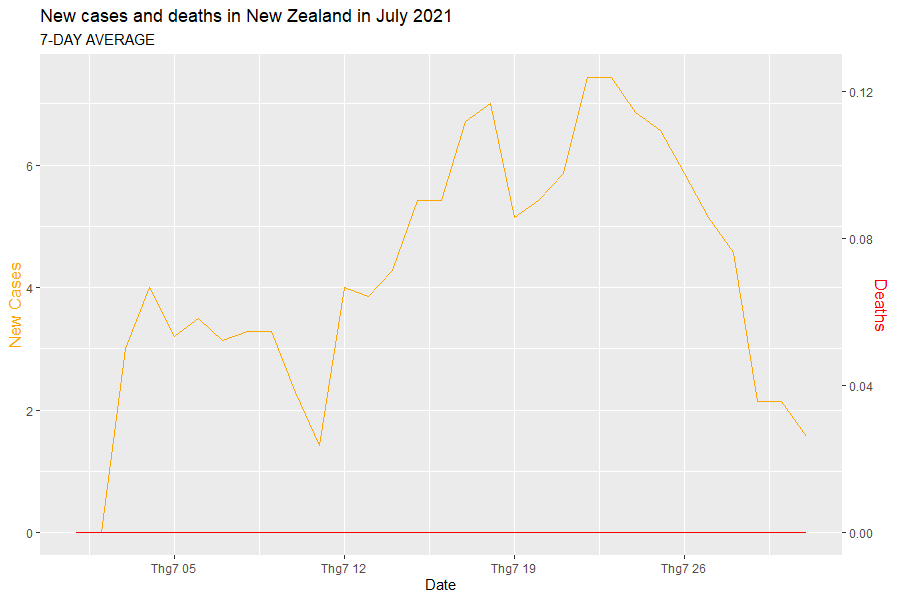 New cases and deaths in New Zealand in July 2021
7-DAY AVERAGE
New Cases
6
4
2
0
0.12
0.08
0.04
0.00
Deaths
Thg7 05
Thg7 12
Thg7 19
Thg7 26
Date